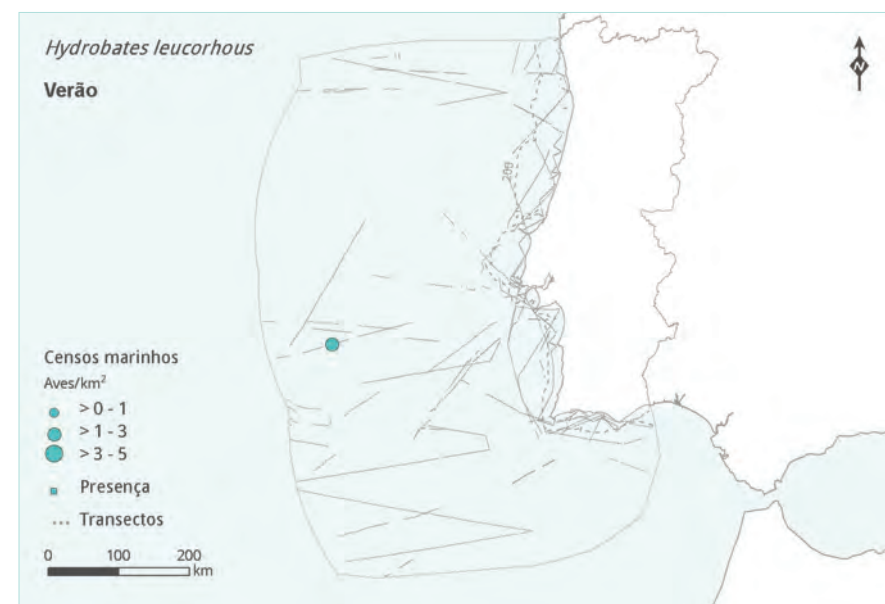 Hydrobates leucorhous
Verão
N
200
Censos marinhos
Aves/km²
> 0 - 1
> 1 - 3
> 3 - 5
Presença
Transectos
0 100 200
km